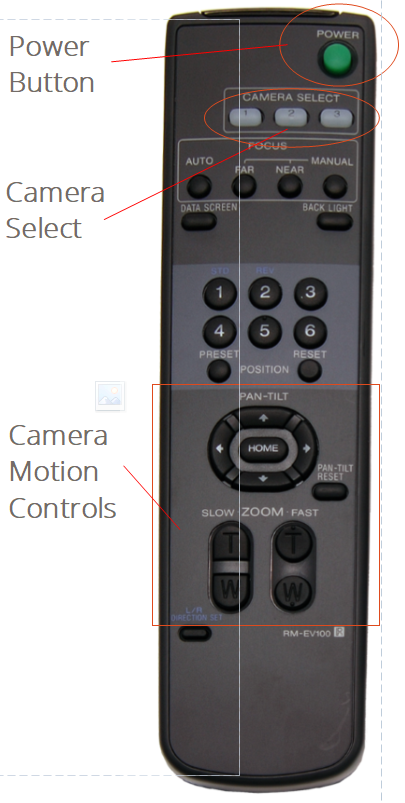 Power
Button
POWER
CAMERA SELECT
1 2 3
Camera
Select
FOCUS
AUTO MANUAL
FAR NEAR
DATA SCREEN BACK LIGHT
STD REV
1 2 3
4 5 6
PRESET RESET
POSITION
Camera
Motion
Controls
PAN-TILT
HOME
PAN-TILT
RESET
SLOW ZOOM FAST
T T
W W
L/R
DIRECTION SET
RM-EV100 R